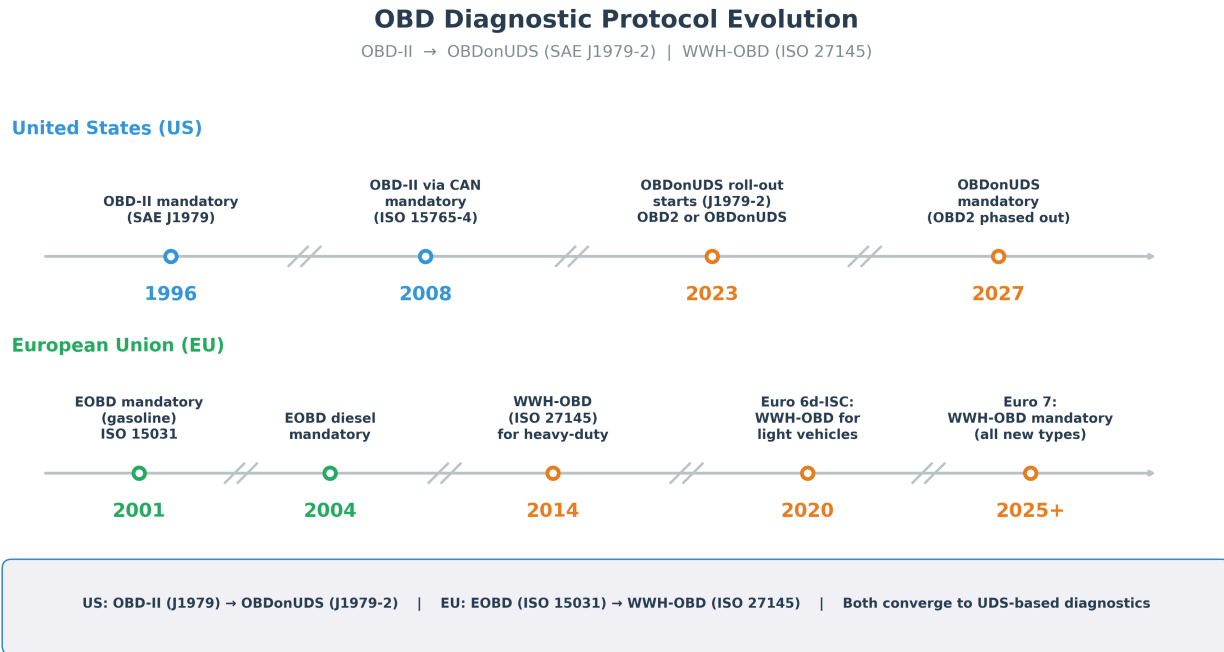 OBD Diagnostic Protocol Evolution
OBD-II → OBDonUDS (SAE J1979-2) | WWH-OBD (ISO 27145)
United States (US)
OBD-II mandatory
(SAE J1979)
OBD-II via CAN
mandatory
(ISO 15765-4)
OBDonUDS roll-out
starts (J1979-2)
OBD2 or OBDonUDS
OBDonUDS
mandatory
(OBD2 phased out)
1996
2008
2023
2027
European Union (EU)
EOBD mandatory
(gasoline)
ISO 15031
EOBD diesel
mandatory
WWH-OBD
(ISO 27145)
for heavy-duty
Euro 6d-ISC:
WWH-OBD for
light vehicles
Euro 7:
WWH-OBD mandatory
(all new types)
2001
2004
2014
2020
2025+
US: OBD-II (J1979) → OBDonUDS (J1979-2) | EU: EOBD (ISO 15031) → WWH-OBD (ISO 27145) | Both converge to UDS-based diagnostics